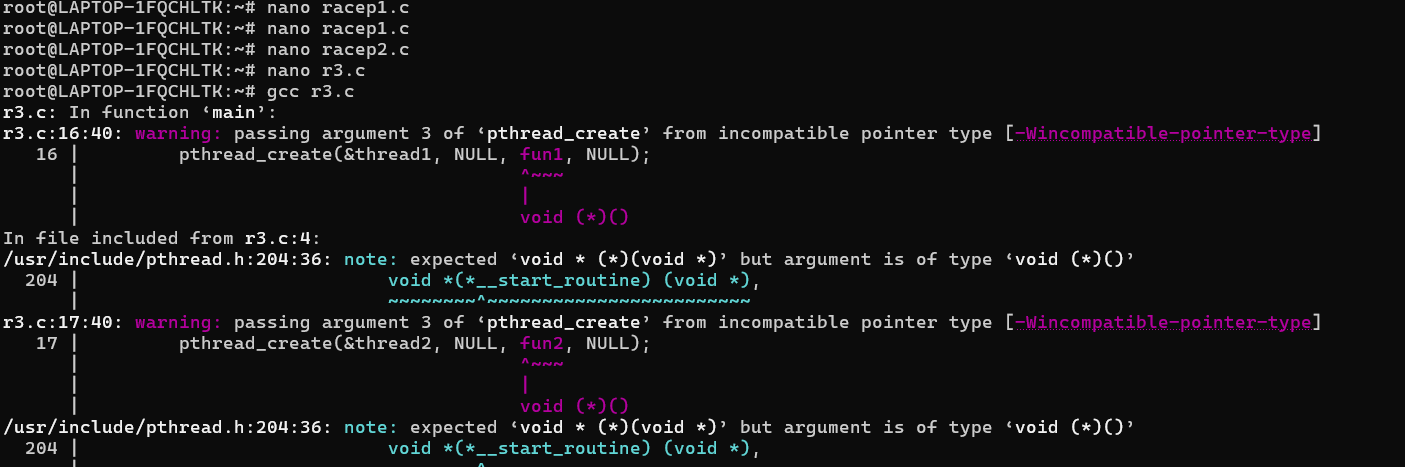 root@LAPTOP-1FQCHLTK:~# nano racep1.c
root@LAPTOP-1FQCHLTK:~# nano racep1.c
root@LAPTOP-1FQCHLTK:~# nano racep2.c
root@LAPTOP-1FQCHLTK:~# nano r3.c
root@LAPTOP-1FQCHLTK:~# gcc r3.c
r3.c: In function ‘main’:
r3.c:16:40: warning: passing argument 3 of ‘pthread_create’ from incompatible pointer type [-Wincompatible-pointer-type]
   16 |         pthread_create(&thread1, NULL, fun1, NULL);
      |                                        ^~~~
      |                                        |
      |                                        void (*)()
In file included from r3.c:4:
/usr/include/pthread.h:204:36: note: expected ‘void * (*)(void *)’ but argument is of type ‘void (*)()’
  204 |                            void *(*__start_routine) (void *),
      |                            ~~~~~~~~^~~~~~~~~~~~~~~~~~~~~~~~~
r3.c:17:40: warning: passing argument 3 of ‘pthread_create’ from incompatible pointer type [-Wincompatible-pointer-type]
   17 |         pthread_create(&thread2, NULL, fun2, NULL);
      |                                        ^~~~
      |                                        |
      |                                        void (*)()
/usr/include/pthread.h:204:36: note: expected ‘void * (*)(void *)’ but argument is of type ‘void (*)()’
  204 |                            void *(*__start_routine) (void *),
      |                                    ^